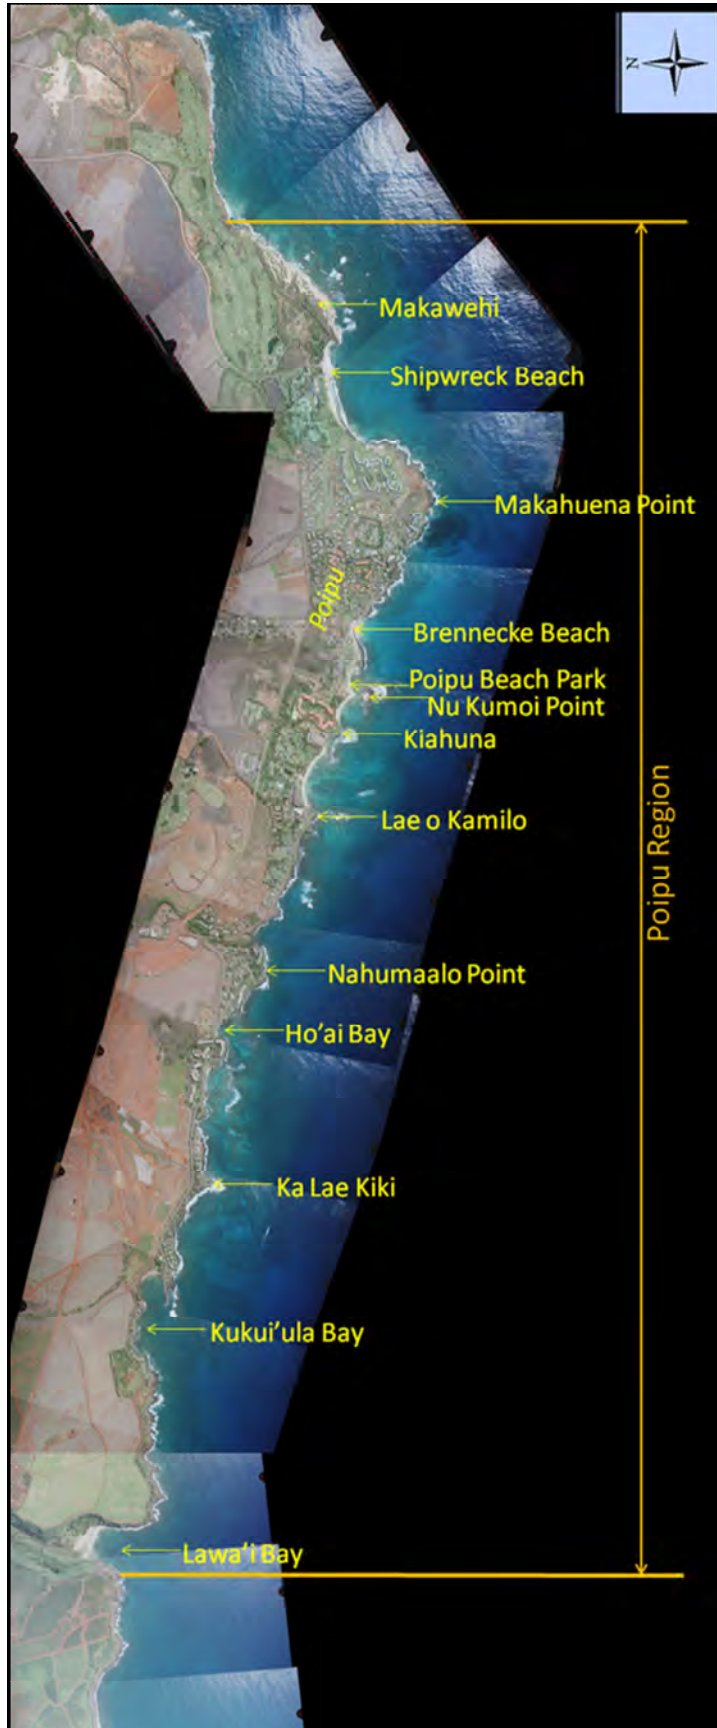 N
Makawehi
Shipwreck Beach
Makahuena Point
Poipu
Brennecke Beach
Poipu Beach Park
Nu Kumoi Point
Kiahuna
Lae o Kamilo
Poipu Region
Nahumaalo Point
Ho'ai Bay
Ka Lae Kiki
Kukui'ula Bay
Lawa'i Bay